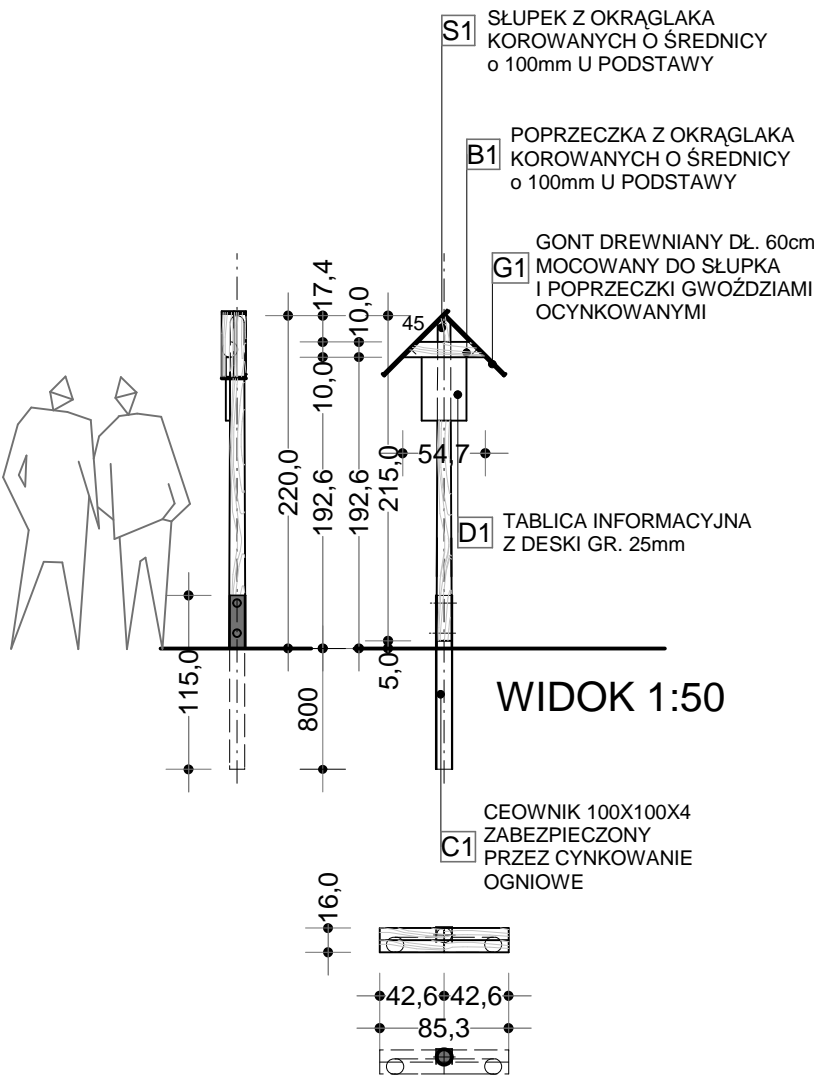 S1
SŁUPEK Z OKRĄGLAKA
KOROWANYCH O ŚREDNICY
o 100mm U PODSTAWY
B1
POPRZECZKA Z OKRĄGLAKA
KOROWANYCH O ŚREDNICY
o 100mm U PODSTAWY
G1
GONT DREWNIANY DŁ. 60cm
MOCOWANY DO SŁUPKA
I POPRZECZKI GWOŹDZIAMI
OCYNKOWANYMI
17,4
10,0
45
10,0
220,0
192,6
192,6
215,0
54,7
D1
TABLICA INFORMACYJNA
Z DESKI GR. 25mm
115,0
800
5,0
WIDOK 1:50
C1
CEOWNIK 100X100X4
ZABEZPIECZONY
PRZEZ CYNKOWANIE
OGNIOWE
16,0
42,6 42,6
85,3